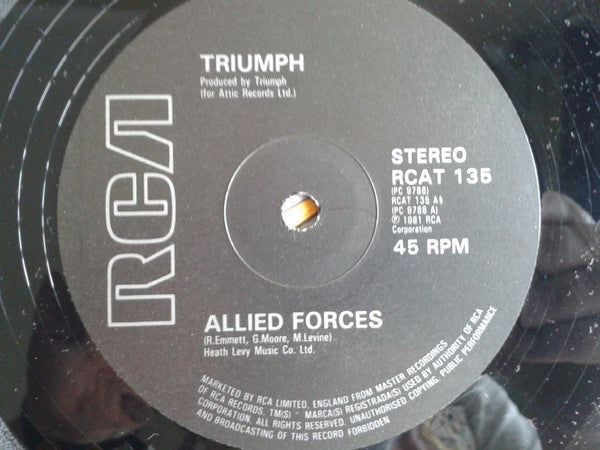 TRIUMPH
Produced by Triumph
(for Attic Records Ltd.)
RCA
STEREO
RCAT 135
(PC 9788)
RCAT 135 A§
(PC 9788 A)
℗ 1981 RCA
Corporation
45 RPM
ALLIED FORCES
(R.Emmett, G.Moore, M.Levine)
Heath Levy Music Co. Ltd.
MARKETED BY RCA LIMITED, ENGLAND FROM MASTER RECORDINGS
OF RCA RECORDS. TM(S) ® MARCA(S) REGISTRADA(S) USED BY AUTHORITY OF RCA
CORPORATION. ALL RIGHTS RESERVED. UNAUTHORISED COPYING, PUBLIC PERFORMANCE
AND BROADCASTING OF THIS RECORD FORBIDDEN